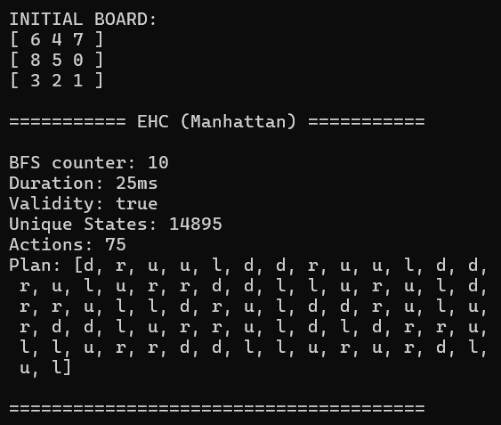 INITIAL BOARD:
[ 6 4 7 ]
[ 8 5 0 ]
[ 3 2 1 ]
=========== EHC (Manhattan) ===========
BFS counter: 10
Duration: 25ms
Validity: true
Unique States: 14895
Actions: 75
Plan: [d, r, u, u, l, d, d, r, u, u, l, d, d,
r, u, l, u, r, r, d, d, l, l, u, r, u, l, d,
r, r, u, l, l, d, r, u, l, d, d, r, u, l, u,
r, d, d, l, u, r, r, u, l, d, l, d, r, r, u,
l, l, u, r, r, d, d, l, l, u, r, u, r, d, l,
u, l]
=======================================